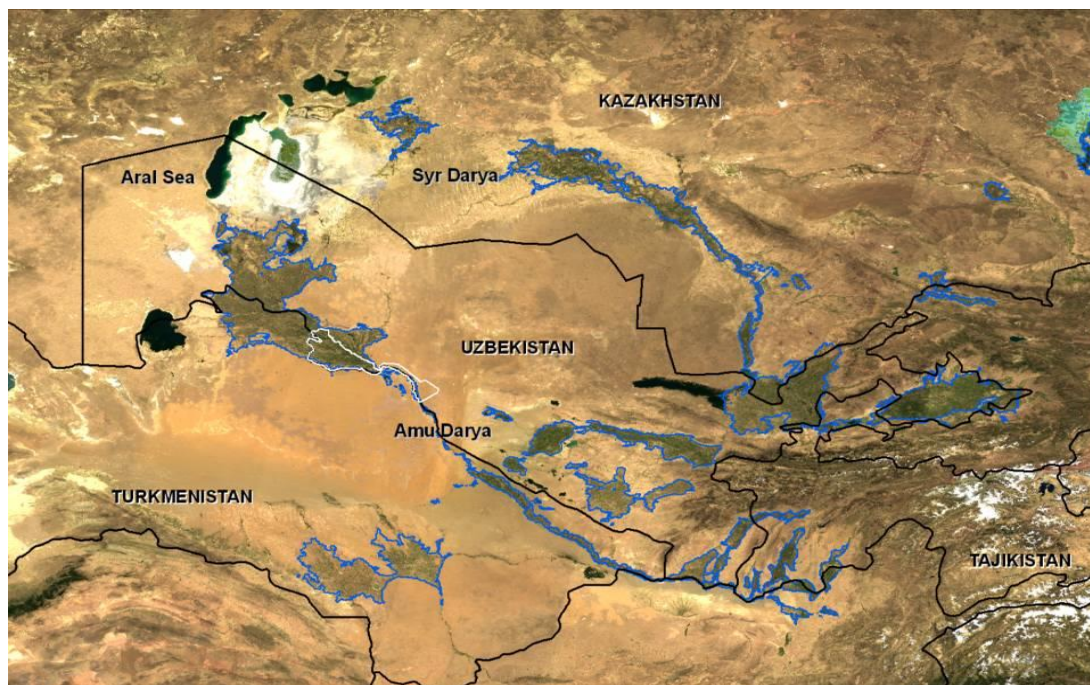 KAZAKHSTAN
Aral Sea
Syr Darya
UZBEKISTAN
Amu Darya
TURKMENISTAN
TAJIKISTAN